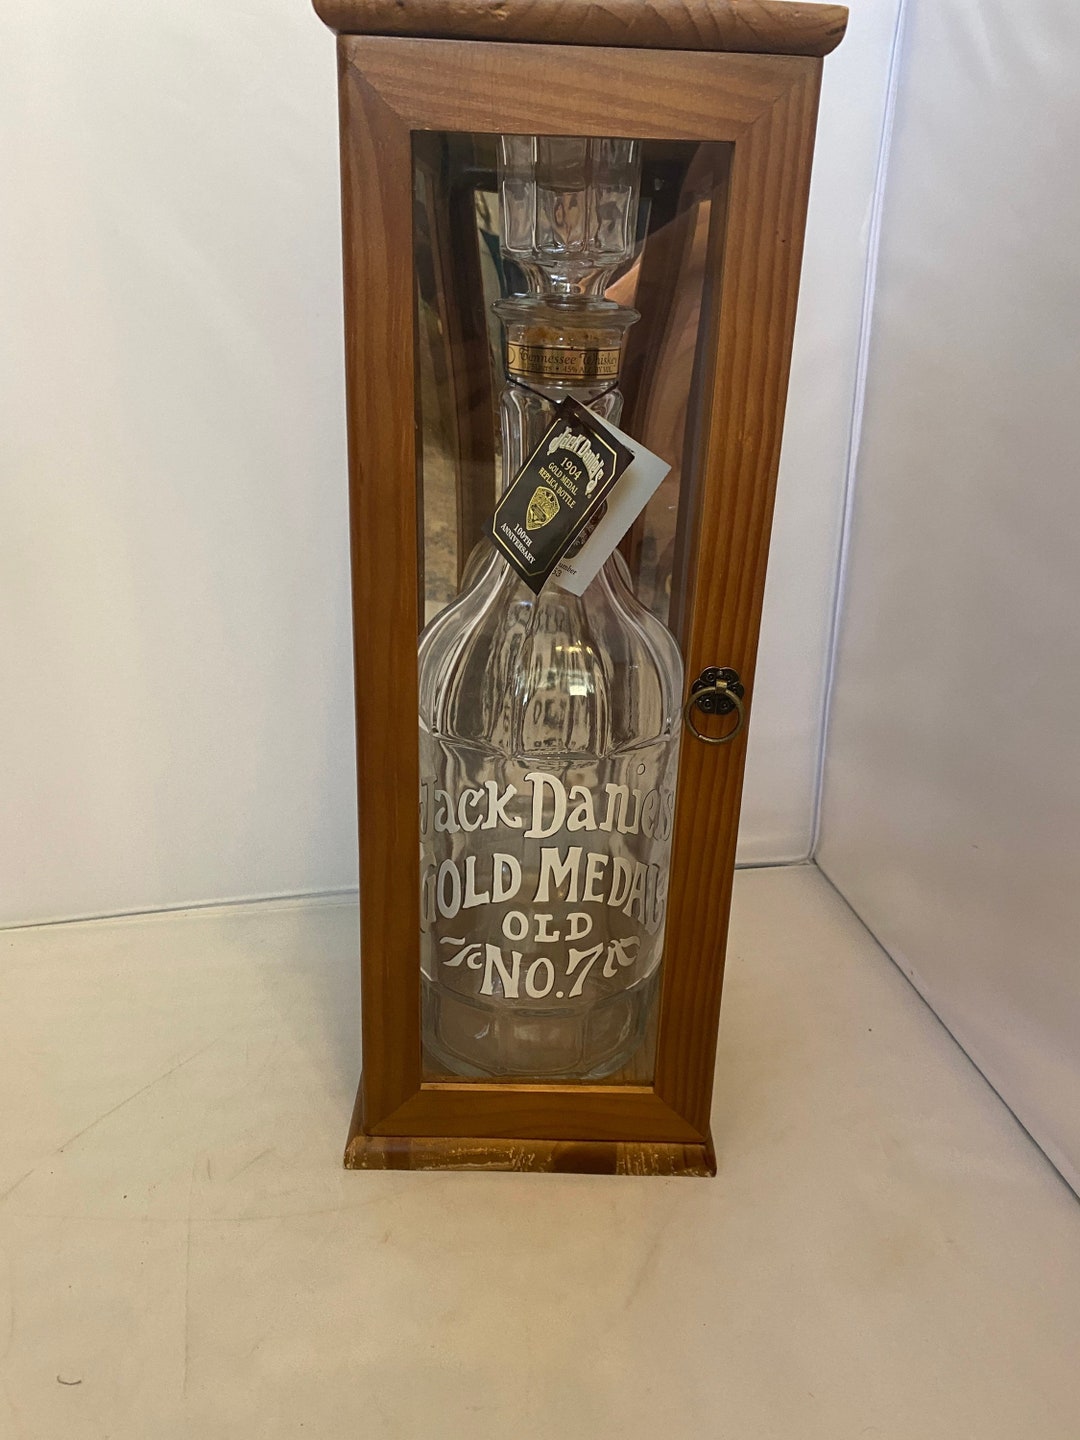 Tennessee Whiskey
45% ALC. BY VOL.
Jack Daniel's
1904
GOLD MEDAL
REPLICA BOTTLE
100TH
ANNIVERSARY
Jack Daniel's
GOLD MEDAL
OLD
No.7